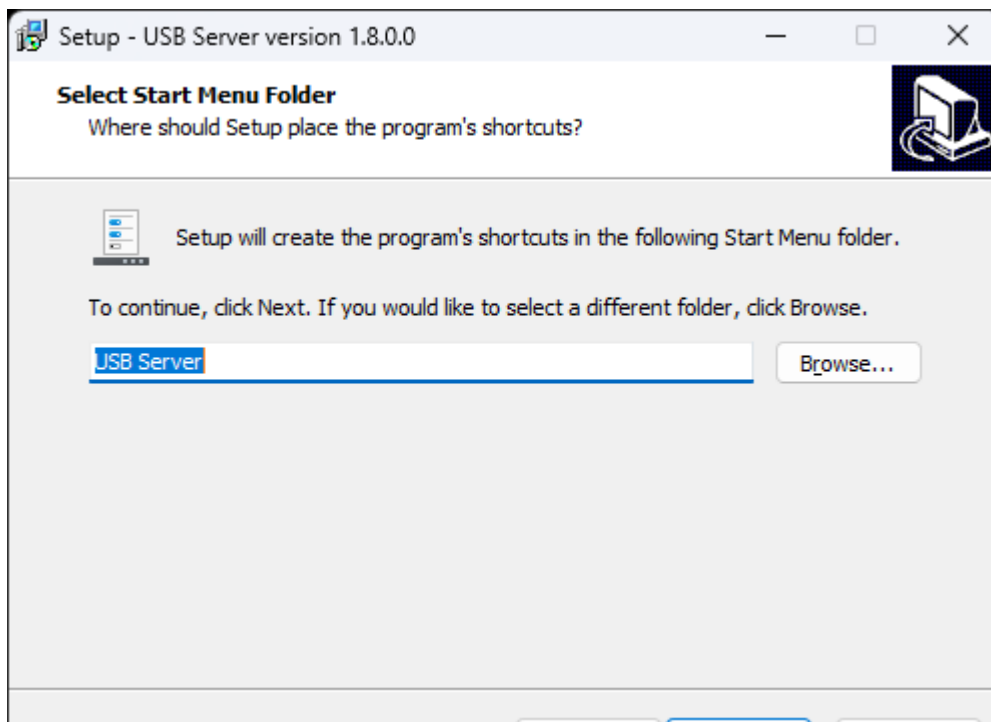 Setup - USB Server version 1.8.0.0
Select Start Menu Folder
Where should Setup place the program's shortcuts?
Setup will create the program's shortcuts in the following Start Menu folder.
To continue, click Next. If you would like to select a different folder, click Browse.
USB Server
Browse...